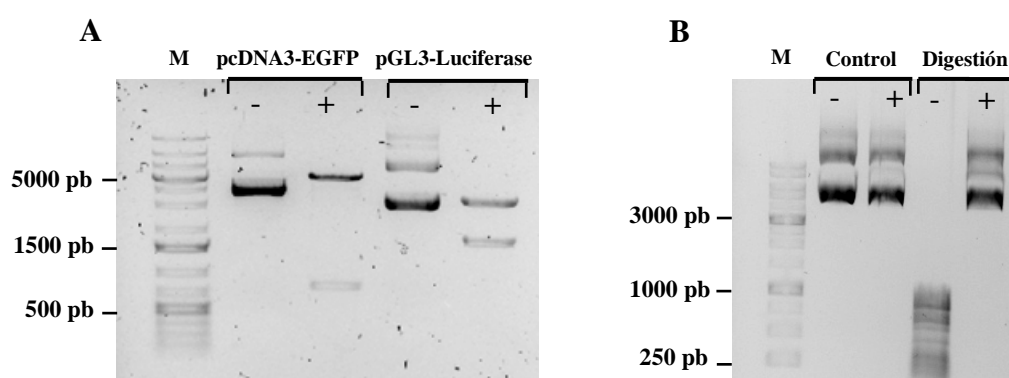 A
M pcDNA3-EGFP pGL3-Luciferase
- + - +
5000 pb
1500 pb
500 pb
B
M Control Digestión
- + - +
3000 pb
1000 pb
250 pb